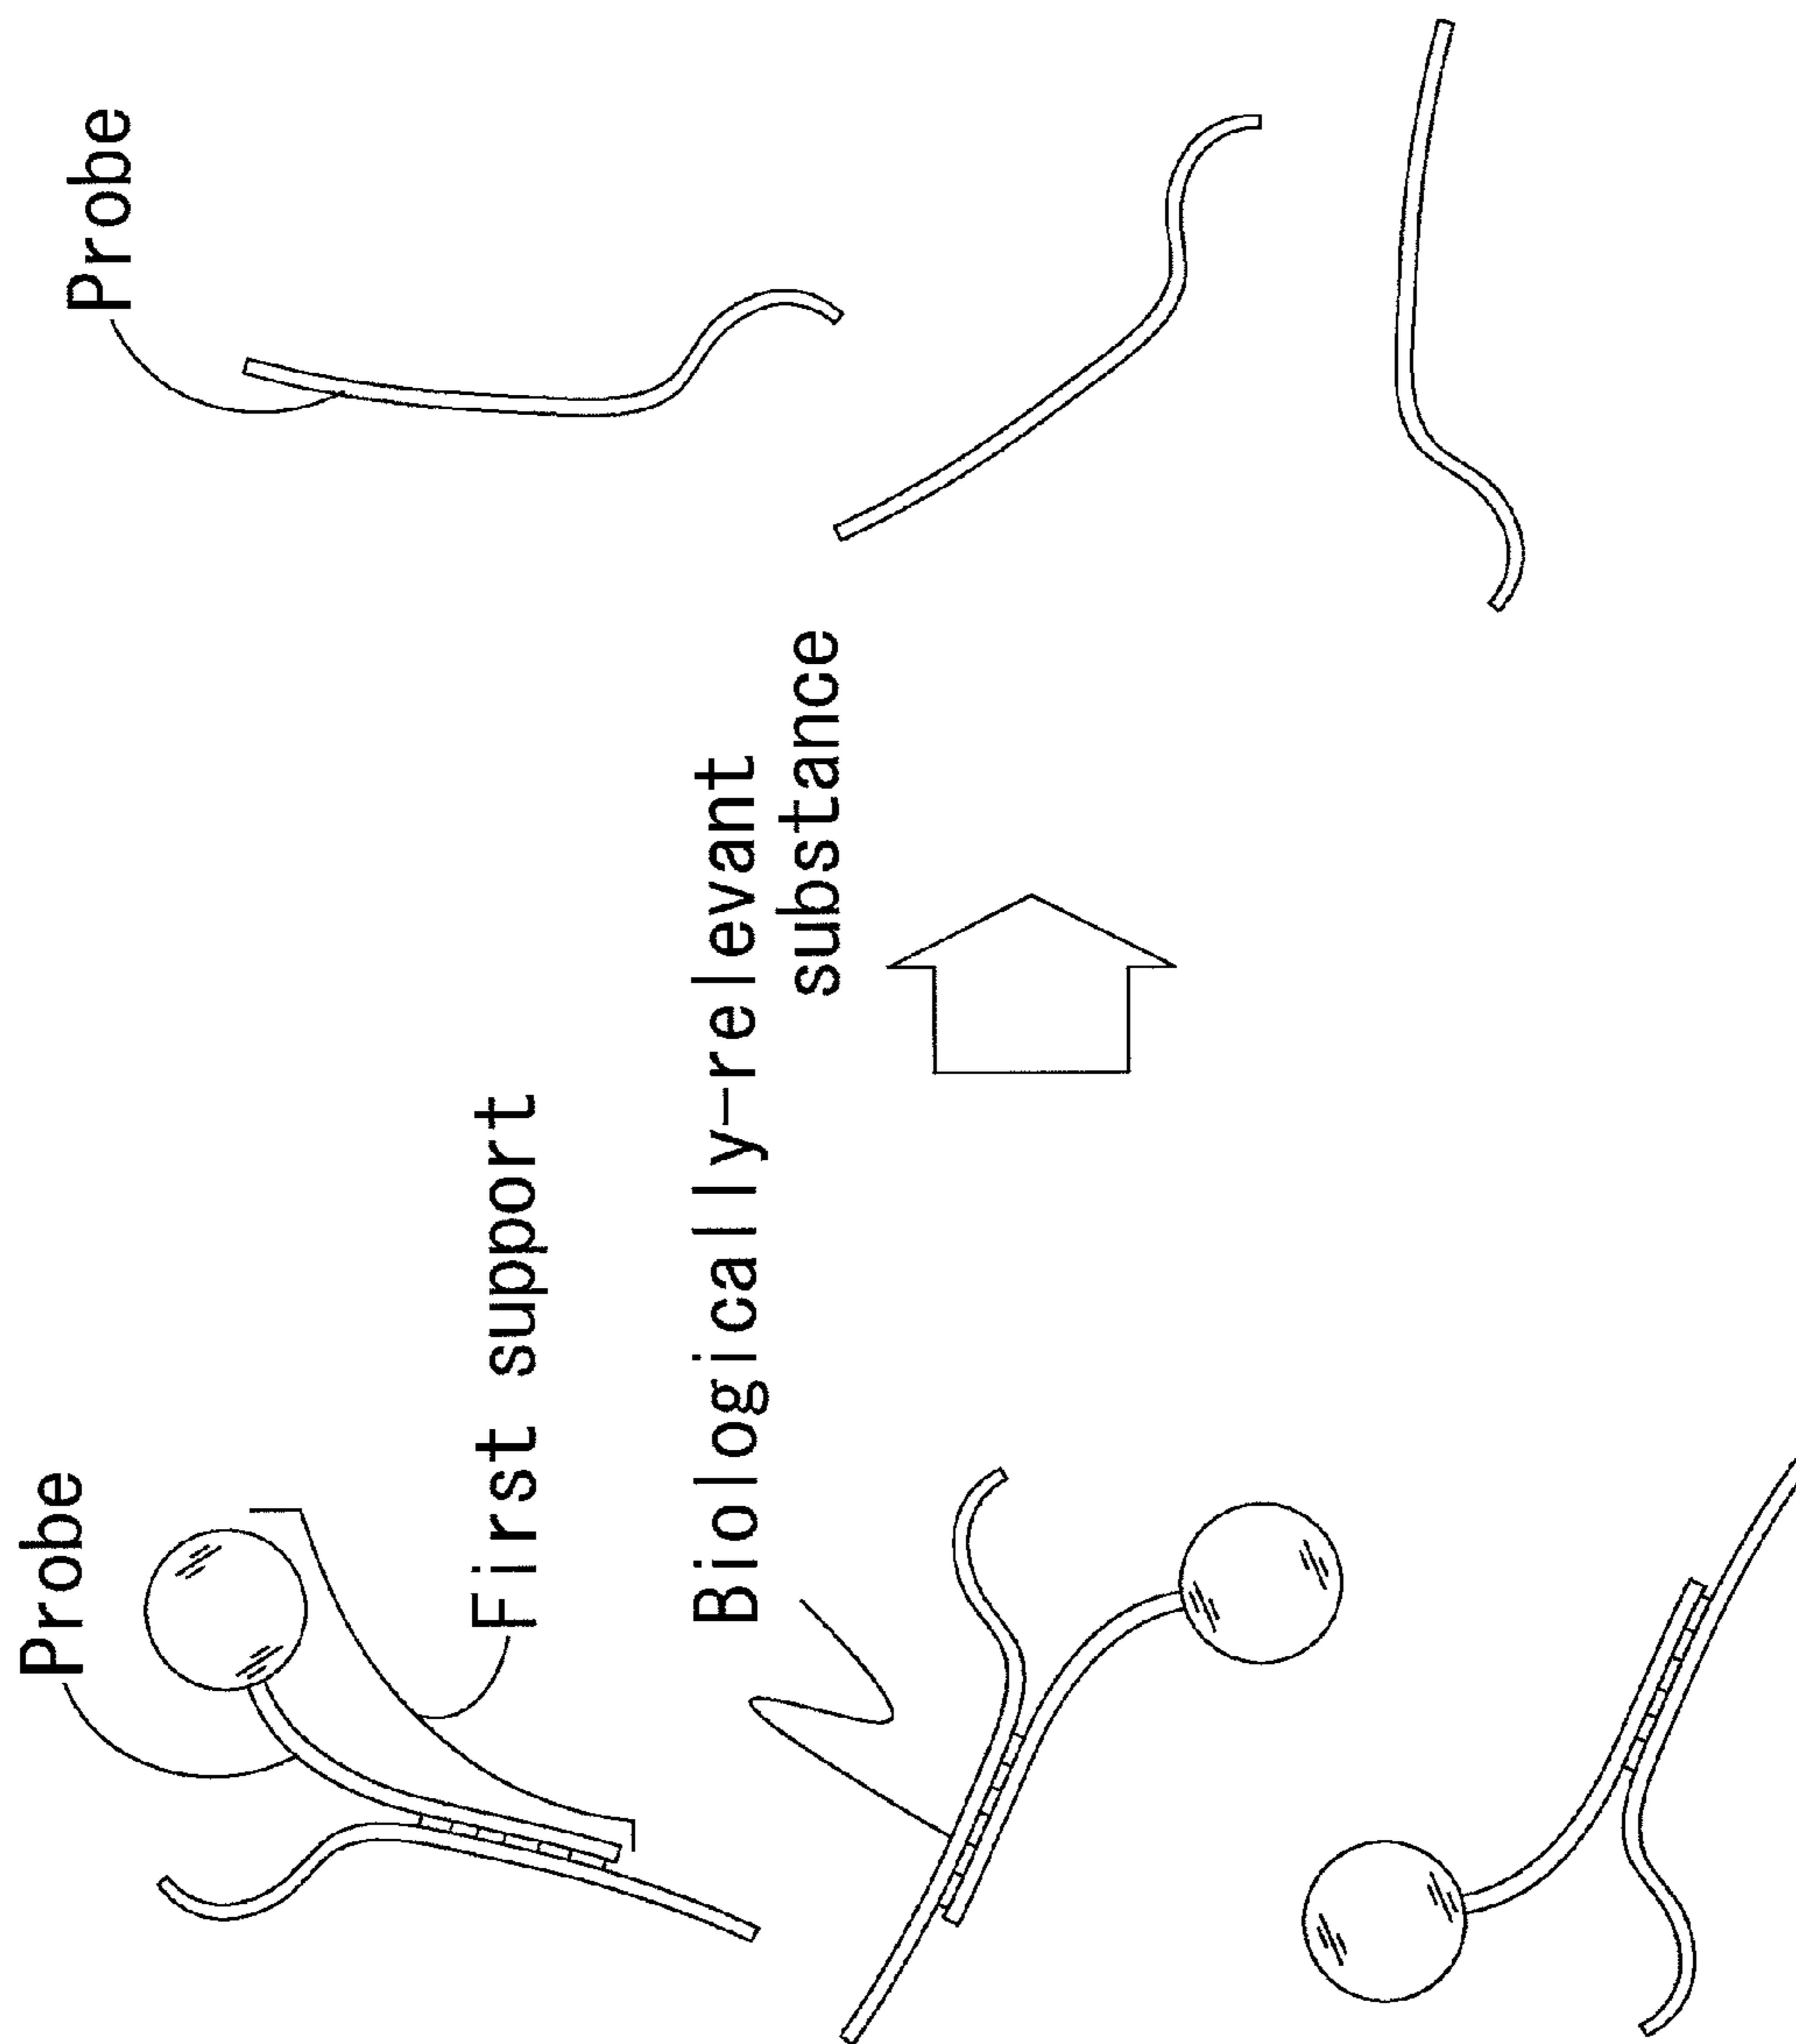 Probe
First support
Biologically-relevant
substance
Probe